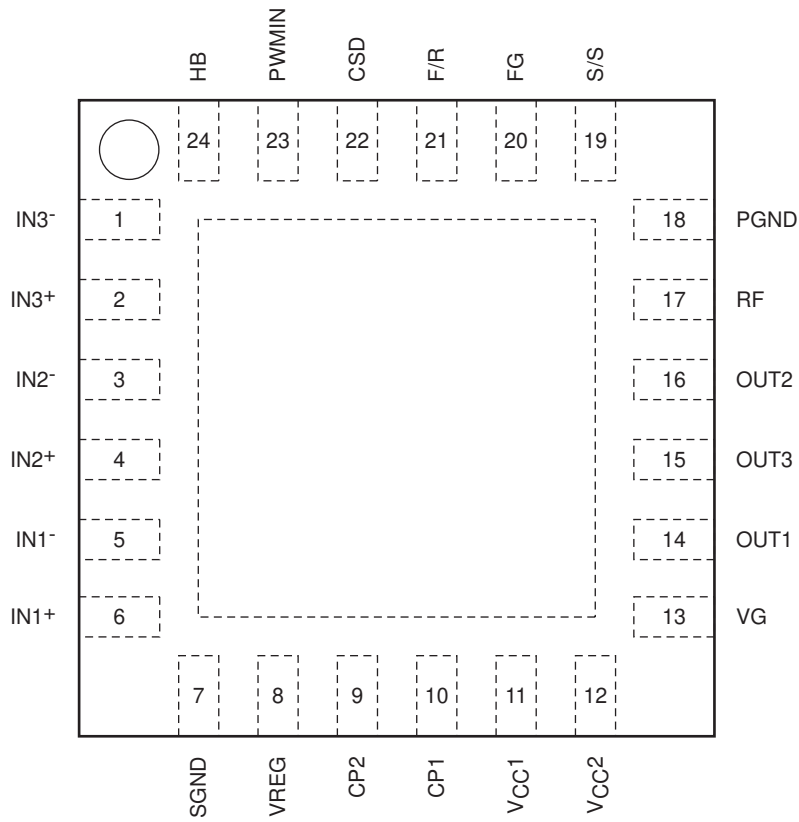 HB PWMIN CSD F/R FG S/S
24 23 22 21 20 19
IN3- 1 18 PGND
IN3+ 2 17 RF
IN2- 3 16 OUT2
IN2+ 4 15 OUT3
IN1- 5 14 OUT1
IN1+ 6 13 VG
7 8 9 10 11 12
SGND VREG CP2 CP1 VCC1 VCC2